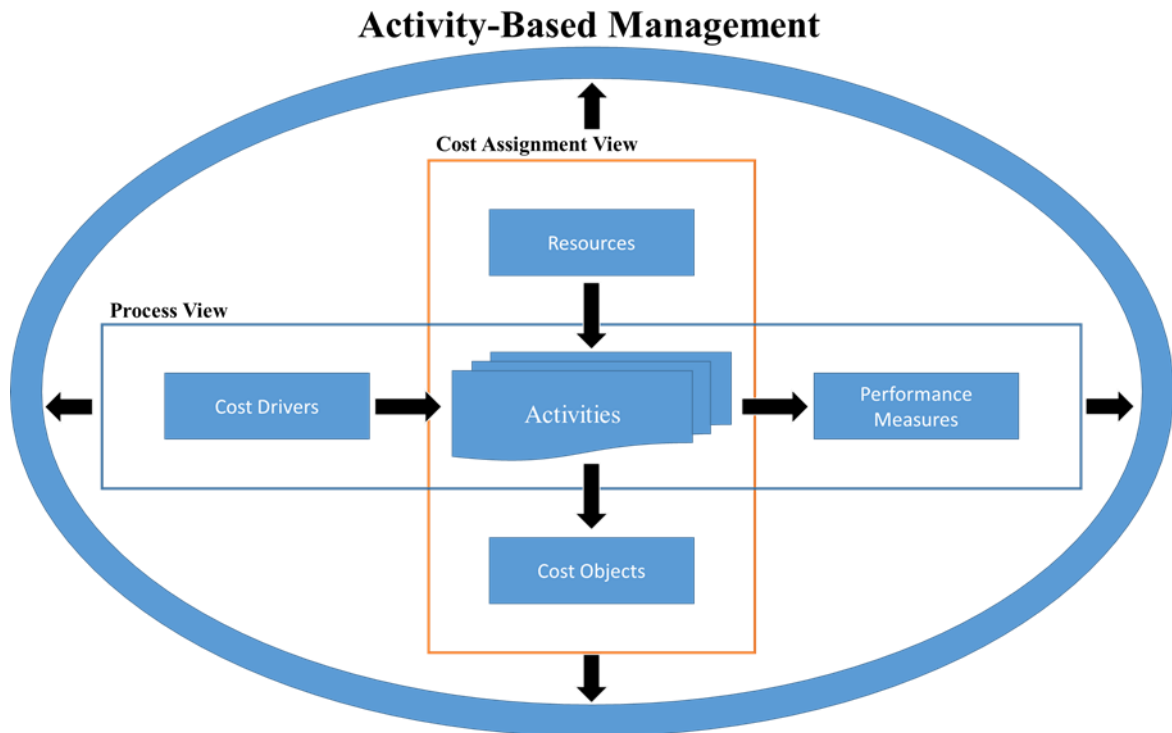 Activity-Based Management
Cost Assignment View
Resources
Process View
Cost Drivers
Activities
Performance
Measures
Cost Objects